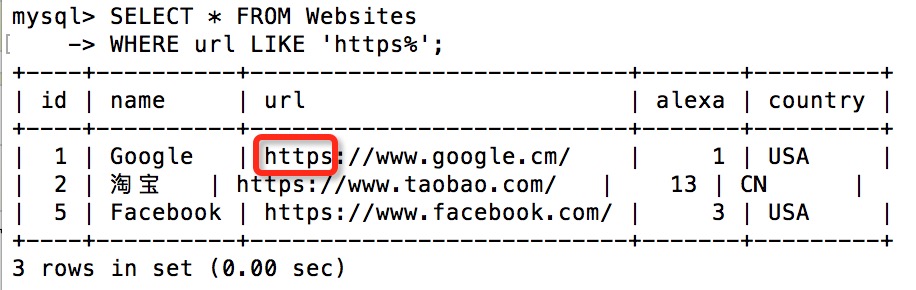 mysql> SELECT * FROM Websites
    -> WHERE url LIKE 'https%';
+----+----------+----------------------------+-------+---------+
| id | name     | url                        | alexa | country |
+----+----------+----------------------------+-------+---------+
| 1 | Google   | https://www.google.cm/     | 1 | USA     |
| 2 | 淘宝    | https://www.taobao.com/    | 13 | CN      |
| 5 | Facebook | https://www.facebook.com/ | 3 | USA     |
+----+----------+----------------------------+-------+---------+
3 rows in set (0.00 sec)